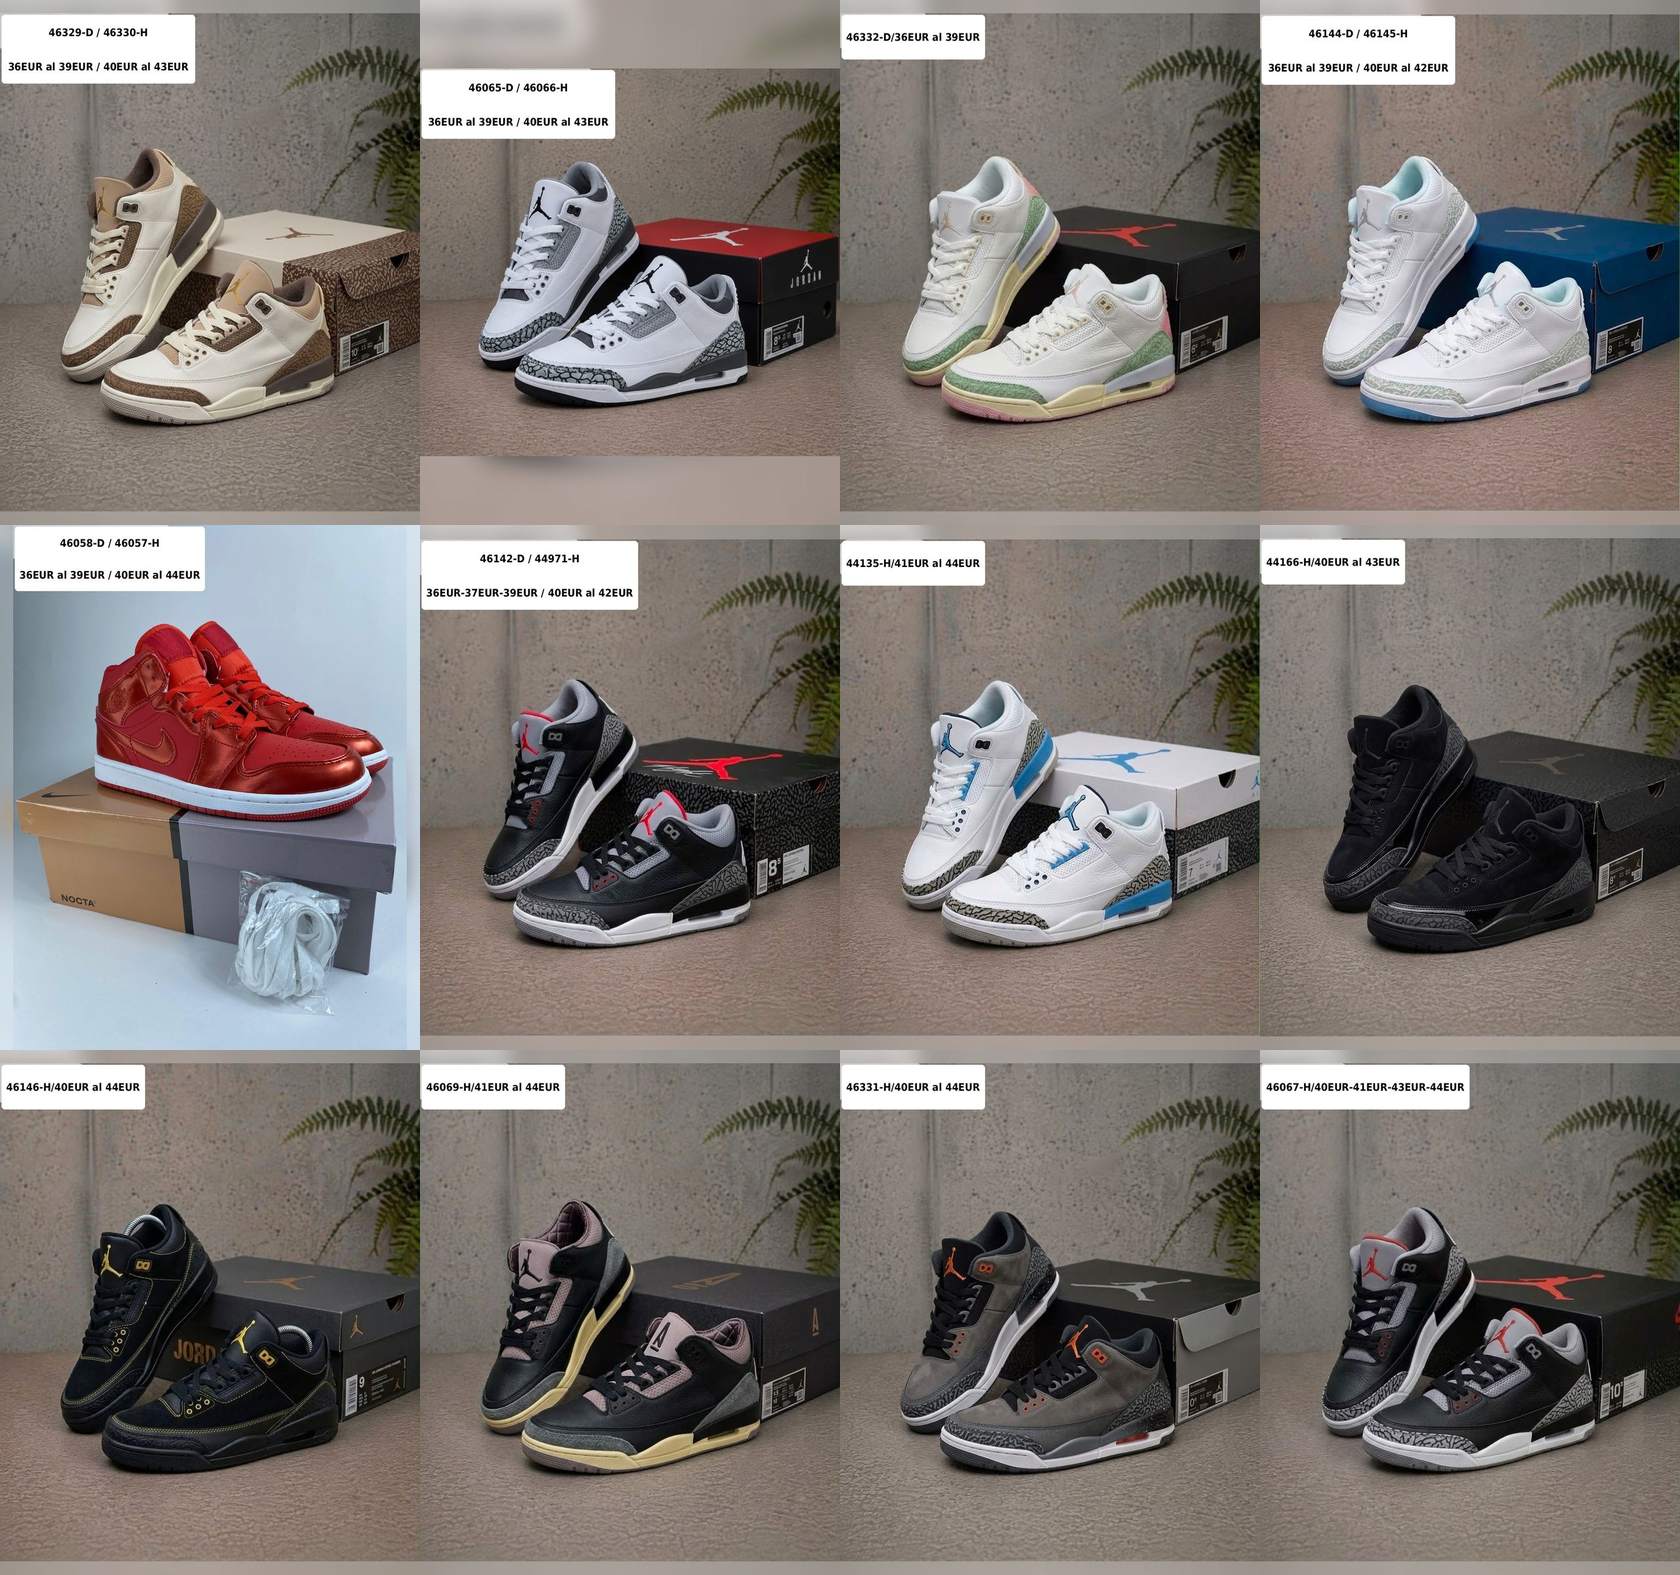 46329-D / 46330-H
36EUR al 39EUR / 40EUR al 43EUR
46065-D / 46066-H
36EUR al 39EUR / 40EUR al 43EUR
JORDAN
46332-D/36EUR al 39EUR
46144-D / 46145-H
36EUR al 39EUR / 40EUR al 42EUR
46058-D / 46057-H
36EUR al 39EUR / 40EUR al 44EUR
NOCTA
46142-D / 44971-H
36EUR-37EUR-39EUR / 40EUR al 42EUR
44135-H/41EUR al 44EUR
44166-H/40EUR al 43EUR
46146-H/40EUR al 44EUR
JORD
9
46069-H/41EUR al 44EUR
46331-H/40EUR al 44EUR
46067-H/40EUR-41EUR-43EUR-44EUR